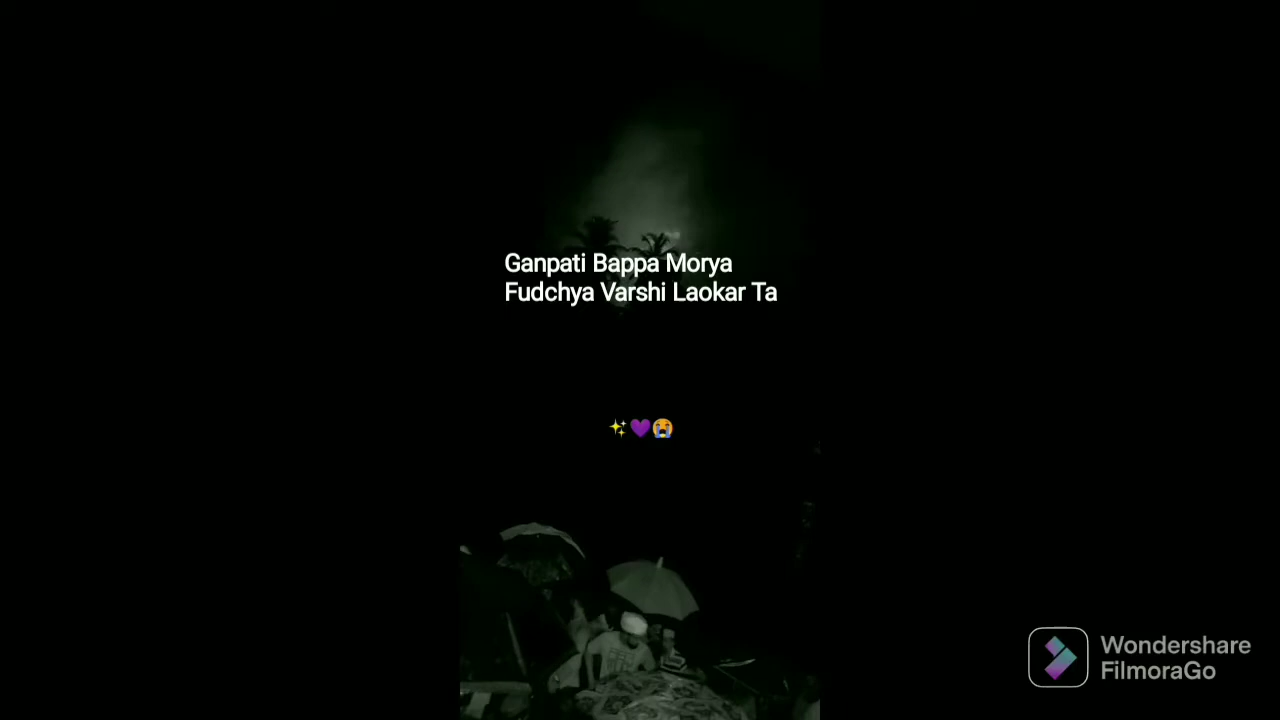 Ganpati Bappa Morya
Fudchya Varshi Laokar Ta
✨💜😭
Wondershare
FilmoraGo